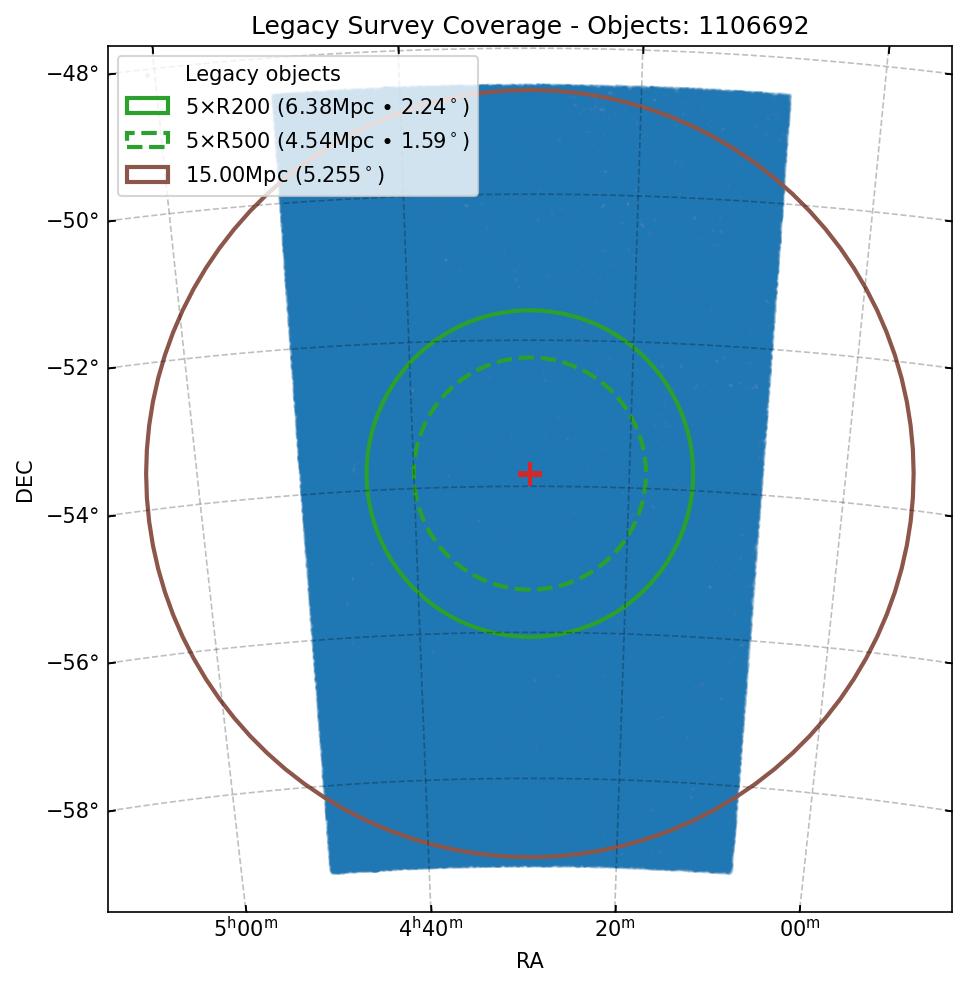 Legacy Survey Coverage - Objects: 1106692
Legacy objects
5×R200 (6.38Mpc • 2.24°)
5×R500 (4.54Mpc • 1.59°)
15.00Mpc (5.255°)
−48°
−50°
−52°
−54°
−56°
−58°
DEC
5ʰ00ᵐ 4ʰ40ᵐ 20ᵐ 00ᵐ
RA